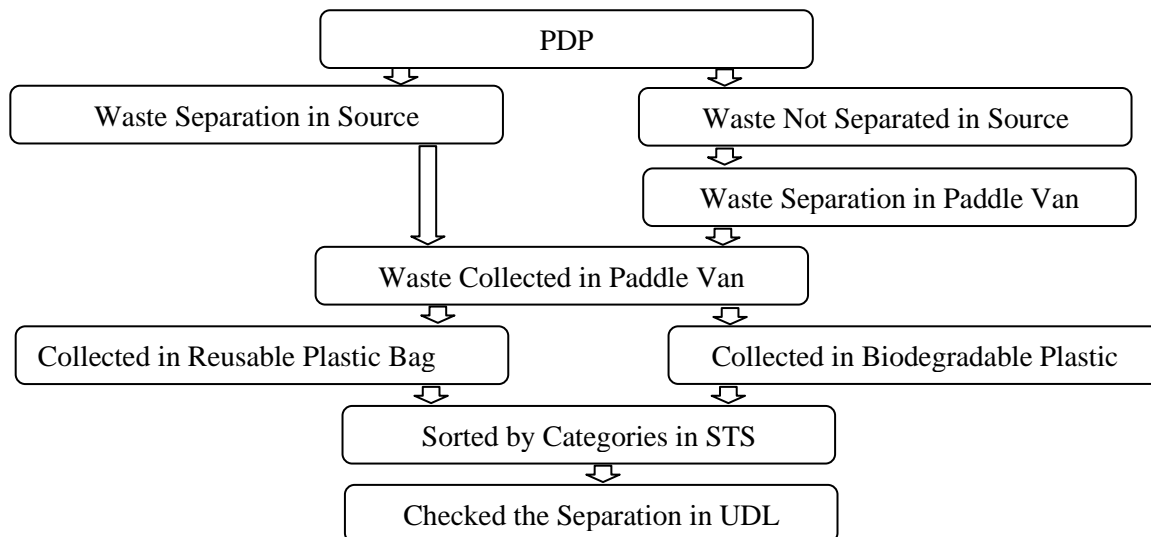 PDP
Waste Separation in Source
Waste Not Separated in Source
Waste Separation in Paddle Van
Waste Collected in Paddle Van
Collected in Reusable Plastic Bag
Collected in Biodegradable Plastic
Sorted by Categories in STS
Checked the Separation in UDL